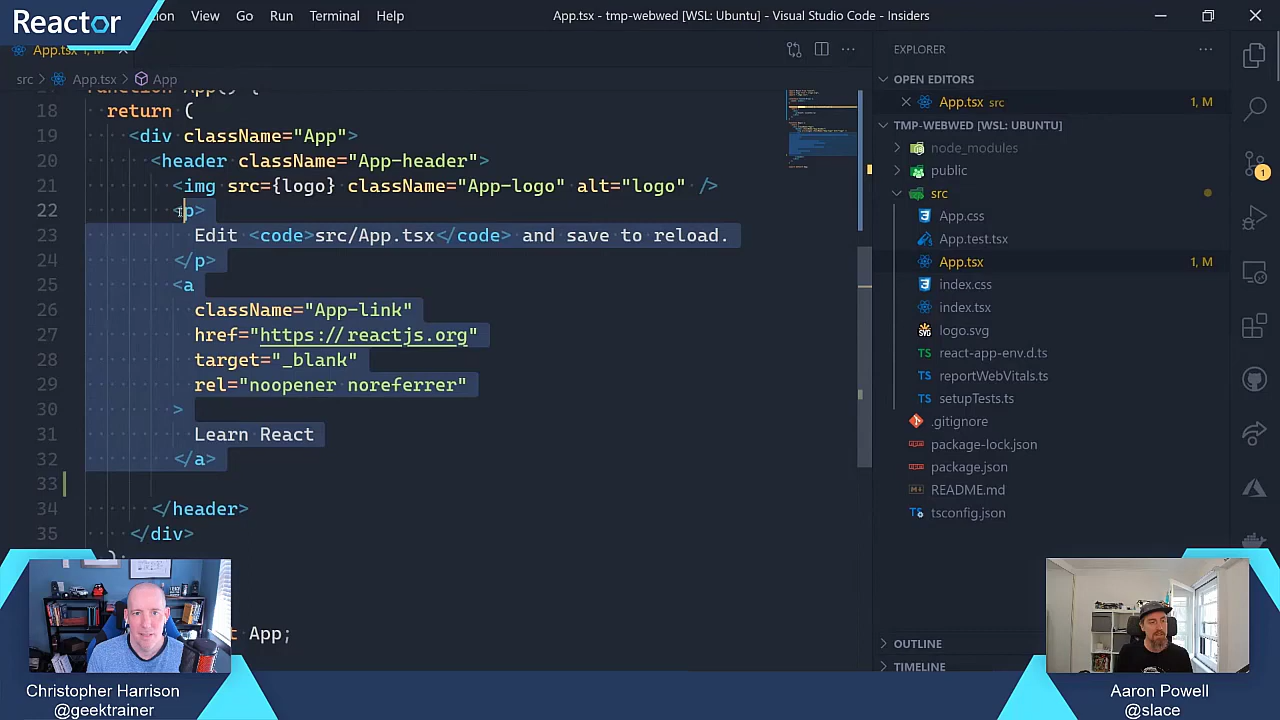 Reactor
View Go Run Terminal Help
App.tsx - tmp-webwed [WSL: Ubuntu] - Visual Studio Code - Insiders
App.tsx 1, M
src > App.tsx > App
18 return (
19 <div className="App">
20 <header className="App-header">
21 <img src={logo} className="App-logo" alt="logo" />
22 <p>
23 Edit <code>src/App.tsx</code> and save to reload.
24 </p>
25 <a
26 className="App-link"
27 href="https://reactjs.org"
28 target="_blank"
29 rel="noopener noreferrer"
30 >
31 Learn React
32 </a>
33
34 </header>
35 </div>
);
App;
EXPLORER
OPEN EDITORS
App.tsx src 1, M
TMP-WEBWED [WSL: UBUNTU]
node_modules
public
src
App.css
App.test.tsx
App.tsx 1, M
index.css
index.tsx
logo.svg
react-app-env.d.ts
reportWebVitals.ts
setupTests.ts
.gitignore
package-lock.json
package.json
README.md
tsconfig.json
OUTLINE
TIMELINE
Christopher Harrison
@geektrainer
Aaron Powell
@slace